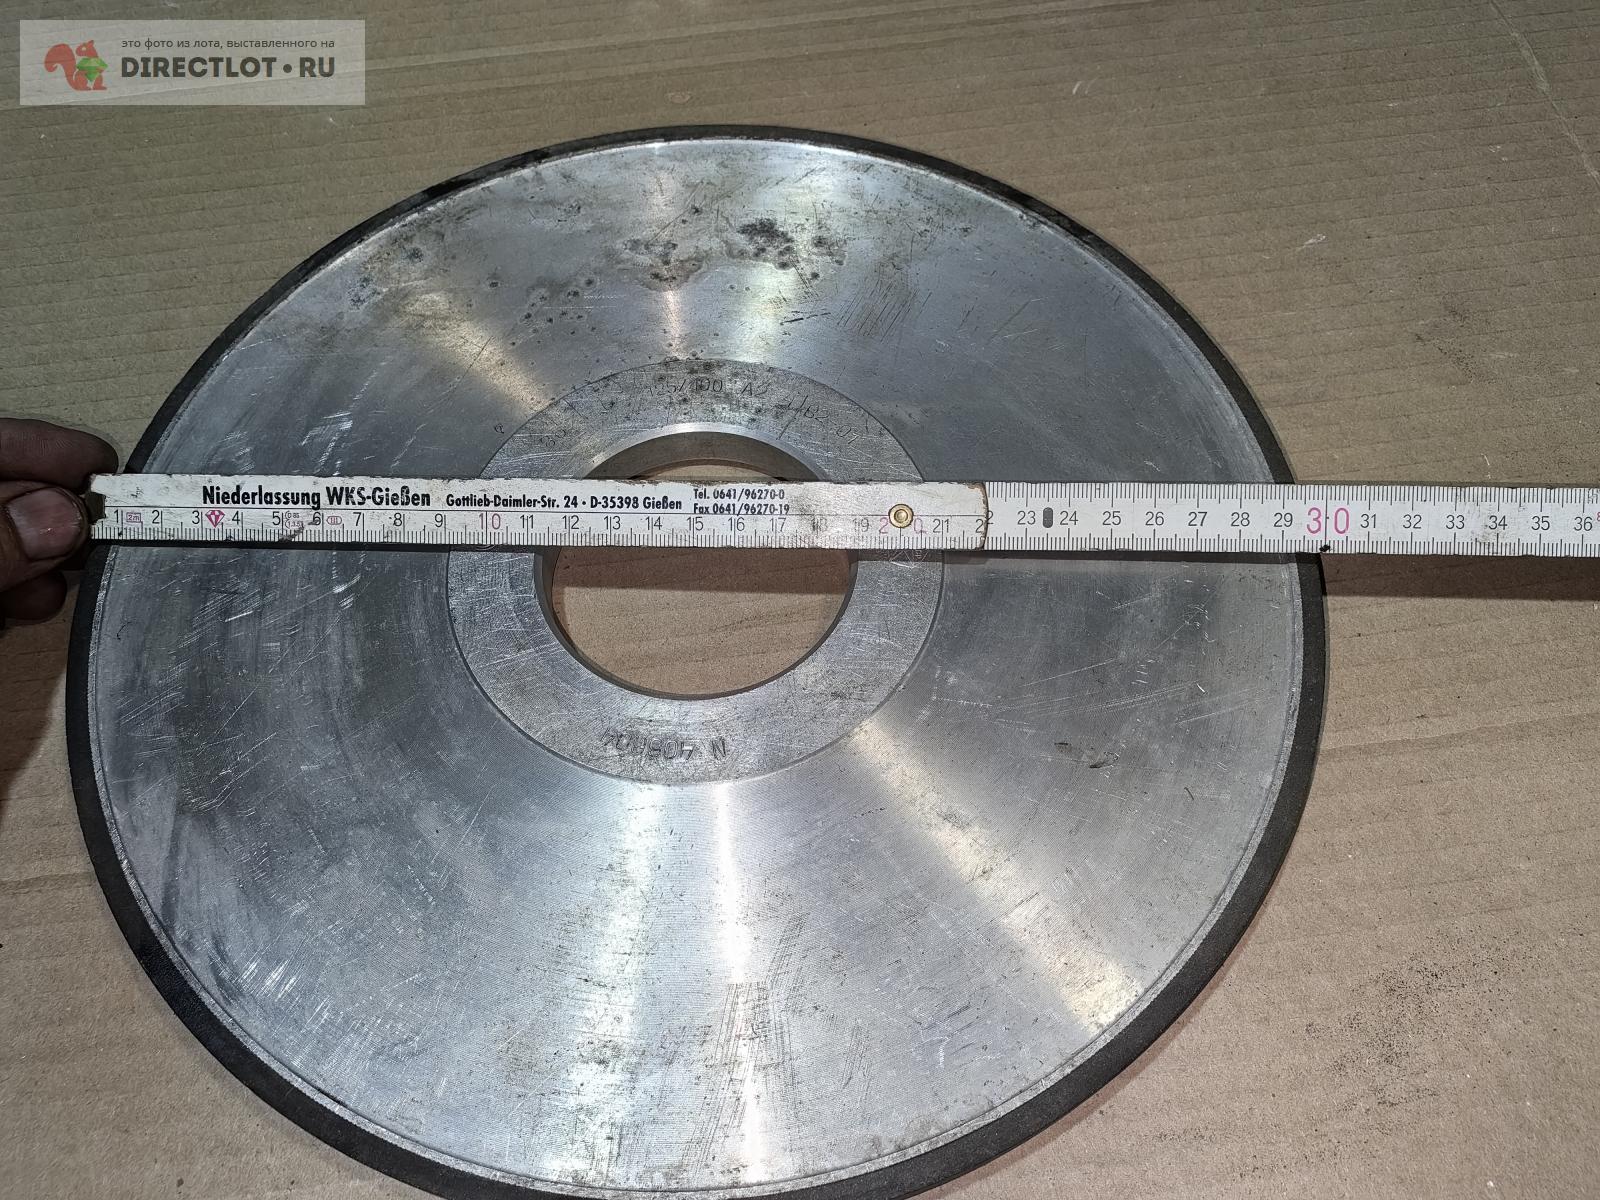 это фото из лота, выставленного на
DIRECTLOT.RU
Niederlassung WKS-Gießen Gottlieb-Daimler-Str. 24 • D-35398 Gießen
Tel. 0641/96270-0
Fax 0641/96270-19
1 2m 2 3 4 5 6 III 7 8 9 10 11 12 13 14 15 16 17 18 19 20 21 22 23 24 25 26 27 28 29 30 31 32 33 34 35 36